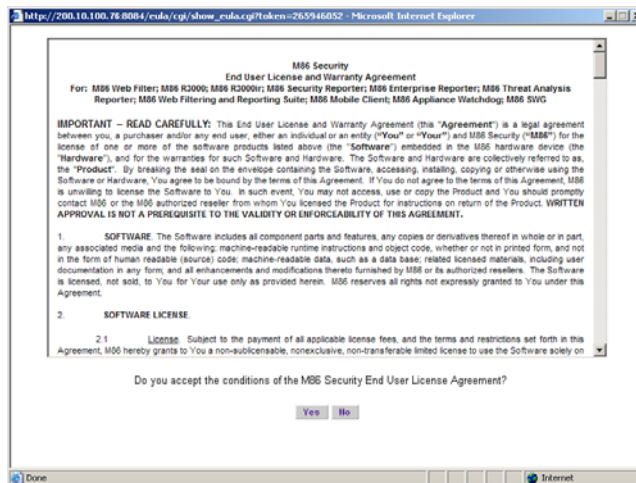 http://200.10.100.76:8084/eula/cgi/show_eula.cgi?token=265946052 - Microsoft Internet Explorer
M86 Security
End User License and Warranty Agreement
For: M86 Web Filter; M86 R3000; M86 R3000ir; M86 Security Reporter; M86 Enterprise Reporter; M86 Threat Analysis
Reporter; M86 Web Filtering and Reporting Suite; M86 Mobile Client; M86 Appliance Watchdog; M86 SWG
IMPORTANT – READ CAREFULLY: This End User License and Warranty Agreement (this "Agreement") is a legal agreement
between you, a purchaser and/or any end user, either an individual or an entity ("You" or "Your") and M86 Security ("M86") for the
license of one or more of the software products listed above (the "Software") embedded in the M86 hardware device (the
"Hardware"), and for the warranties for such Software and Hardware. The Software and Hardware are collectively referred to as,
the "Product". By breaking the seal on the envelope containing the Software, accessing, installing, copying or otherwise using the
Software or Hardware, You agree to be bound by the terms of this Agreement. If You do not agree to the terms of this Agreement, M86
is unwilling to license the Software to You. In such event, You may not access, use or copy the Product and You should promptly
contact M86 or the M86 authorized reseller from whom You licensed the Product for instructions on return of the Product. WRITTEN
APPROVAL IS NOT A PREREQUISITE TO THE VALIDITY OR ENFORCEABILITY OF THIS AGREEMENT.
1. SOFTWARE. The Software includes all component parts and features, any copies or derivatives thereof in whole or in part,
any associated media and the following; machine-readable runtime instructions and object code, whether or not in printed form, and not
in the form of human readable (source) code; machine-readable data, such as a data base; related licensed materials, including user
documentation in any form; and all enhancements and modifications thereto furnished by M86 or its authorized resellers. The Software
is licensed, not sold, to You for Your use only as provided herein. M86 reserves all rights not expressly granted to You under this
Agreement.
2. SOFTWARE LICENSE.
2.1 License. Subject to the payment of all applicable license fees, and the terms and restrictions set forth in this
Agreement, M86 hereby grants to You a non-sublicensable, nonexclusive, non-transferable limited license to use the Software solely on
Do you accept the conditions of the M86 Security End User License Agreement?
Yes No
Done Internet